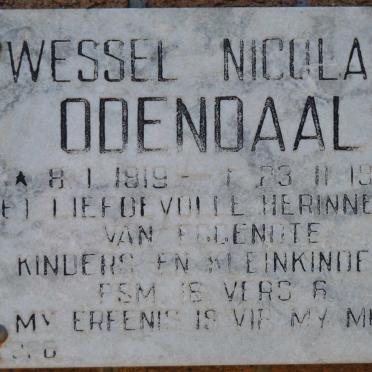 WESSEL NICOLA
ODENDAAL
* 8 1 1919 - † 23 11 19
ET LIEFDEVOLLE HERINNE
VAN EGGENOTE
KINDERS EN KLEINKINDE
PSM 16 VERS 6
MY ERFENIS IS VIR MY M